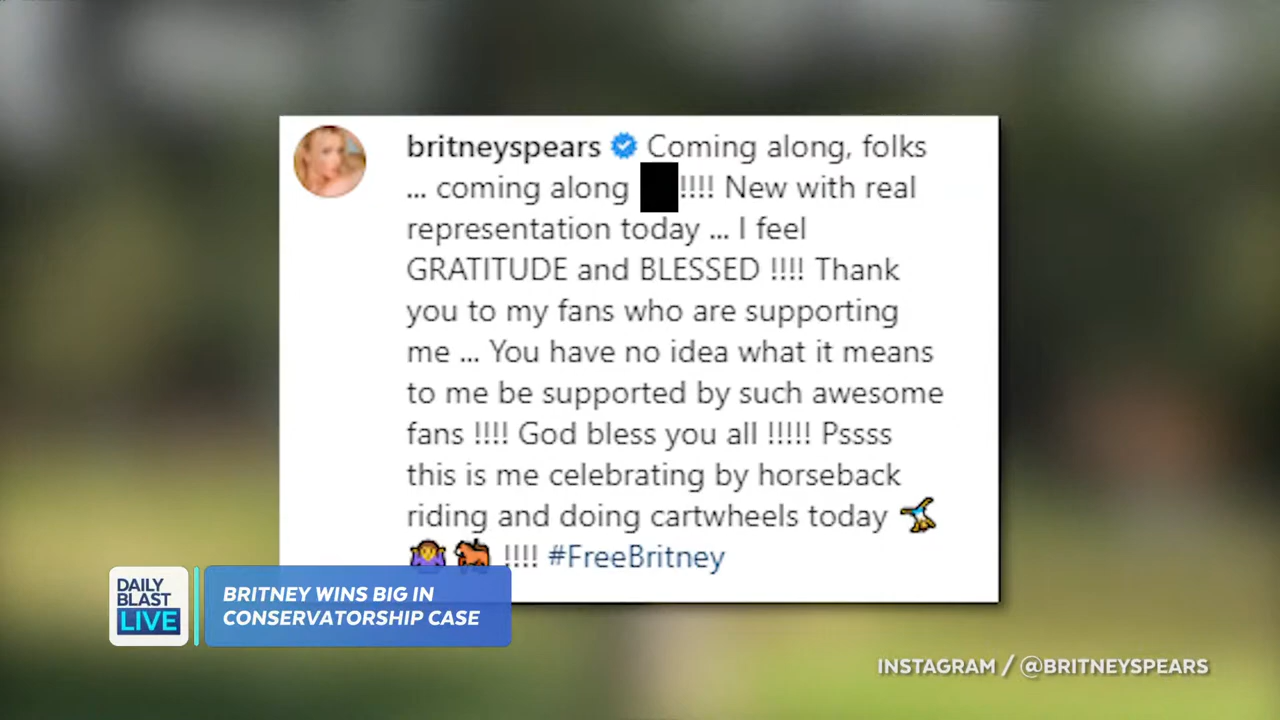 britneyspears Coming along, folks
... coming along !!!! New with real
representation today ... I feel
GRATITUDE and BLESSED !!!! Thank
you to my fans who are supporting
me ... You have no idea what it means
to me be supported by such awesome
fans !!!! God bless you all !!!!! Pssss
this is me celebrating by horseback
riding and doing cartwheels today 🤸
🤷‍♀️🐎 !!!! #FreeBritney
DAILY
BLAST
LIVE
BRITNEY WINS BIG IN
CONSERVATORSHIP CASE
INSTAGRAM / @BRITNEYSPEARS